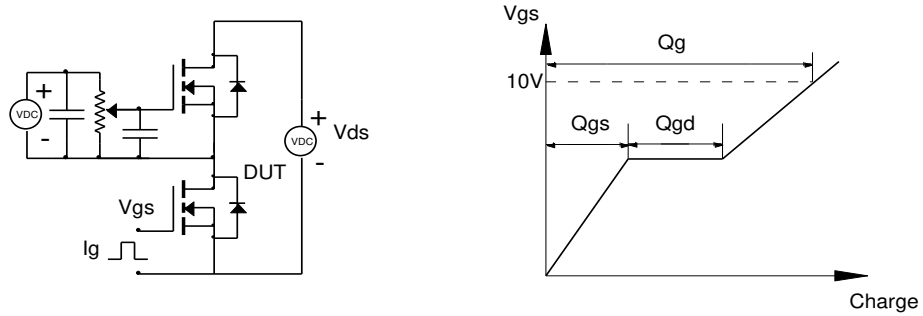 +
VDC
-
+
VDC
-
Vds
DUT
Vgs
Ig
Vgs
Qg
10V
Qgs
Qgd
Charge